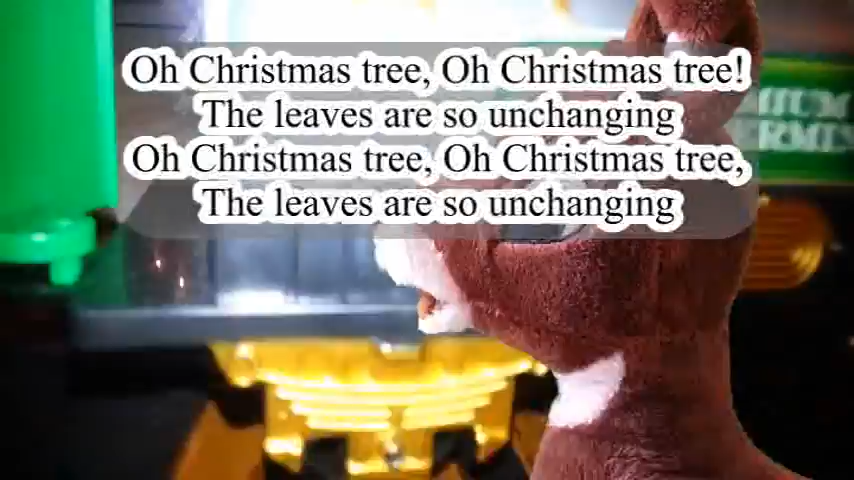 Oh Christmas tree, Oh Christmas tree!
The leaves are so unchanging
Oh Christmas tree, Oh Christmas tree,
The leaves are so unchanging